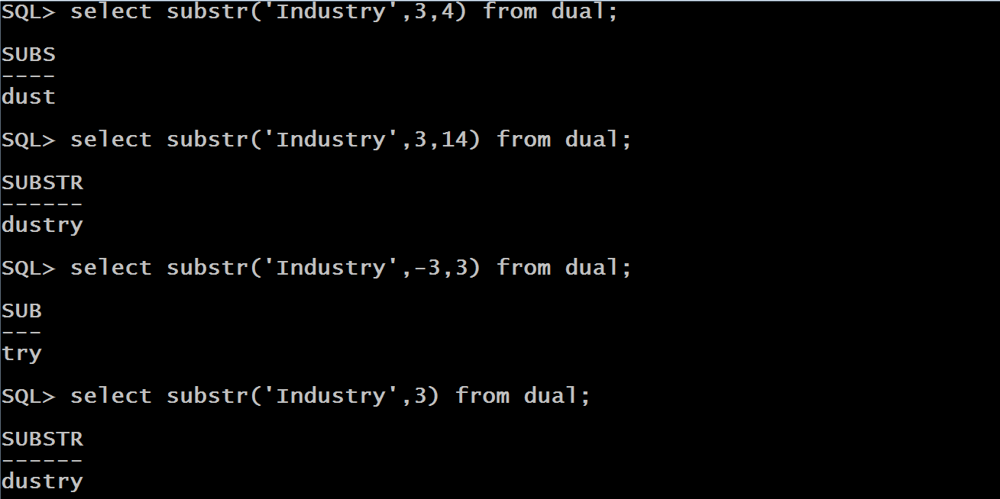 SQL> select substr('Industry',3,4) from dual;
SUBS
----
dust
SQL> select substr('Industry',3,14) from dual;
SUBSTR
------
dustry
SQL> select substr('Industry',-3,3) from dual;
SUB
---
try
SQL> select substr('Industry',3) from dual;
SUBSTR
------
dustry